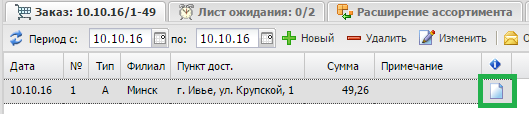 Заказ: 10.10.16/1-49 Лист ожидания: 0/2 Расширение ассортимента
Период с: 10.10.16 по: 10.10.16 Новый Удалить Изменить
Дата № Тип Филиал Пункт дост. Сумма Примечание
10.10.16 1 А Минск г. Ивье, ул. Крупской, 1 49,26